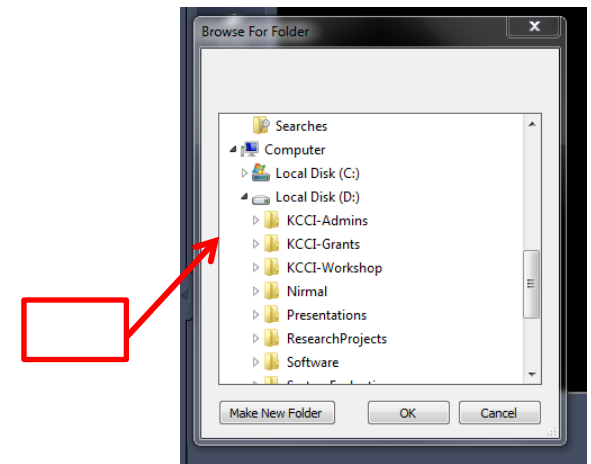 Browse For Folder
x
Searches
Computer
Local Disk (C:)
Local Disk (D:)
KCCI-Admins
KCCI-Grants
KCCI-Workshop
Nirmal
Presentations
ResearchProjects
Software
Make New Folder
OK
Cancel